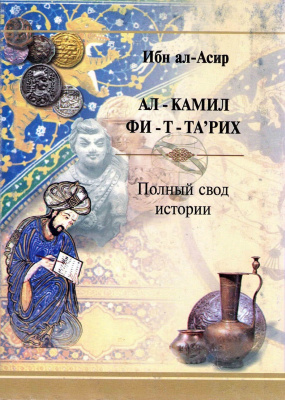 Ибн ал-Асир
АЛ - КАМИЛ
ФИ - Т - ТА’РИХ
Полный свод
истории